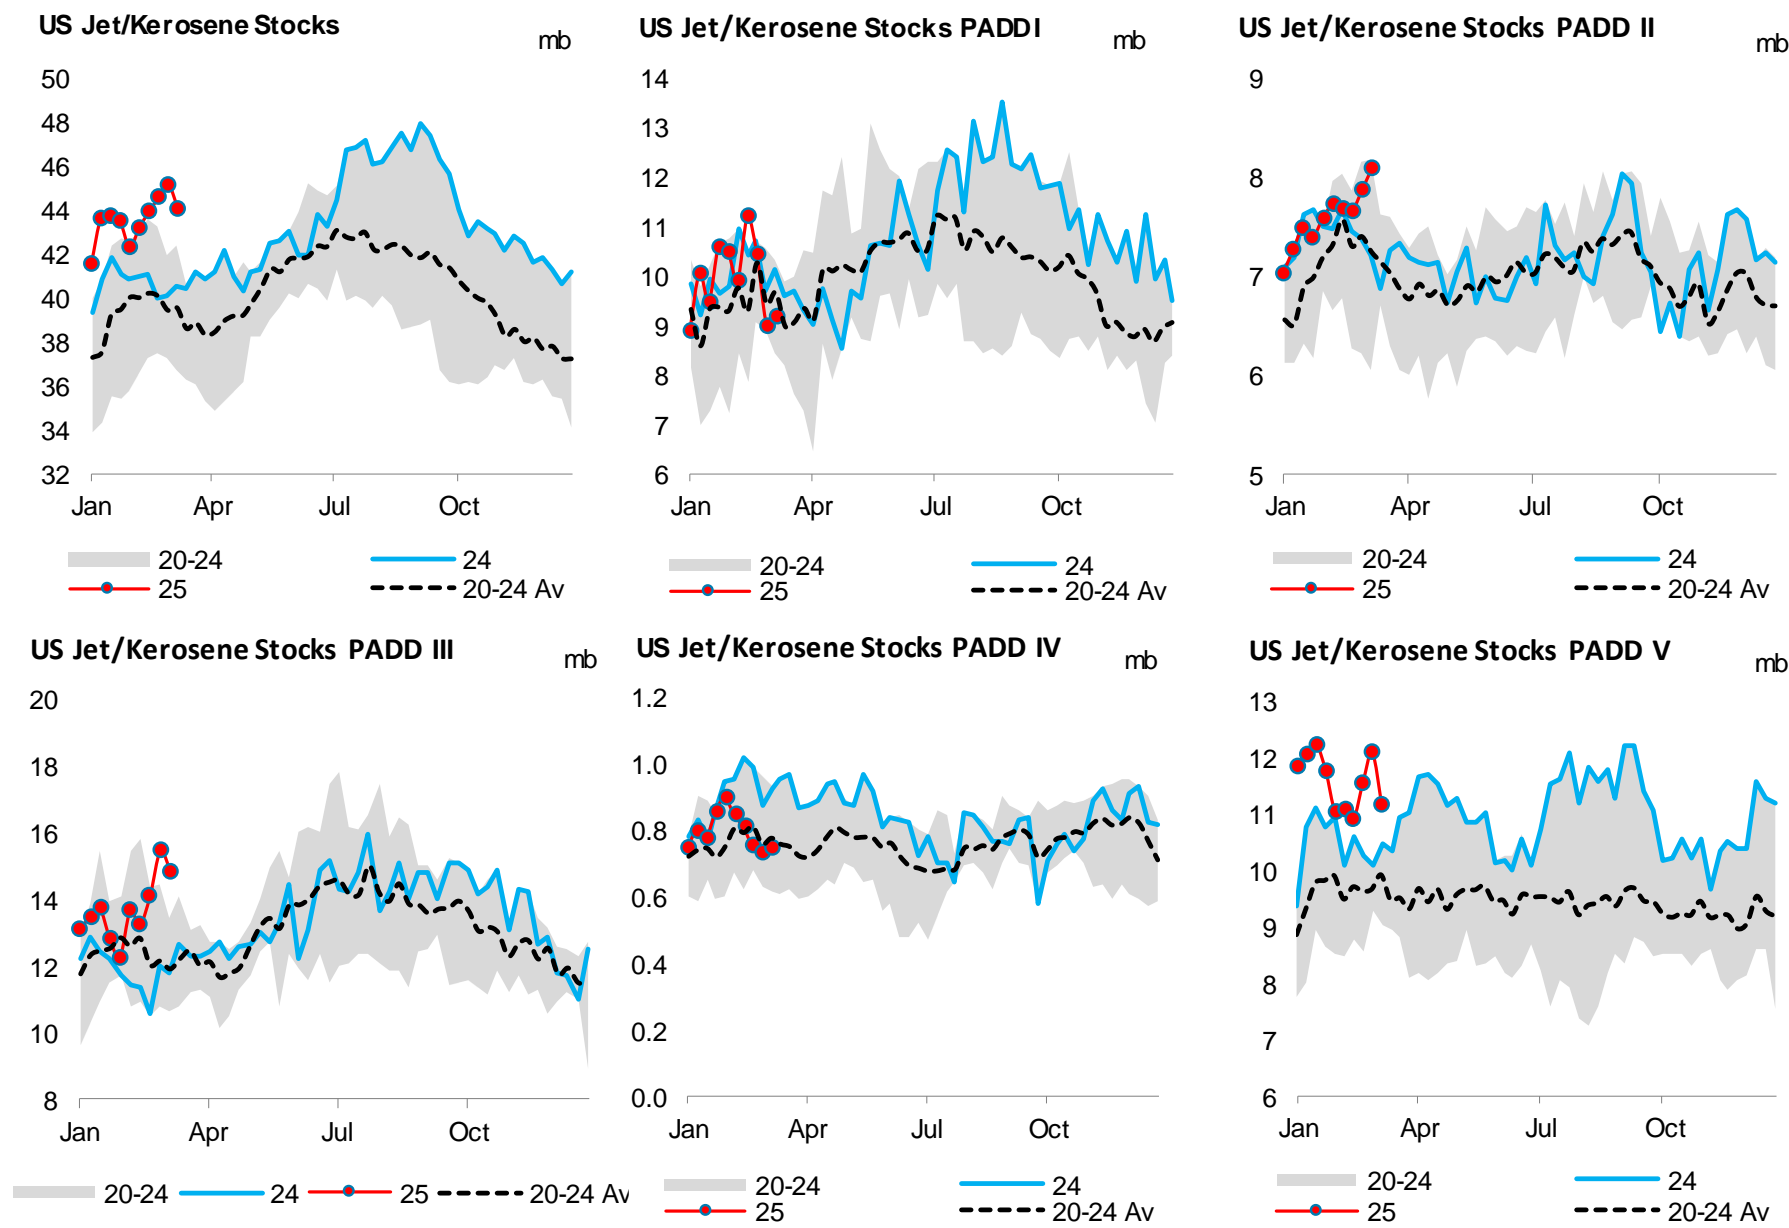 US Jet/Kerosene Stocks
mb
50
48
46
44
42
40
38
36
34
32
Jan Apr Jul Oct
20-24 24
25 20-24 Av
US Jet/Kerosene Stocks PADD I
mb
14
13
12
11
10
9
8
7
6
Jan Apr Jul Oct
20-24 24
25 20-24 Av
US Jet/Kerosene Stocks PADD II
mb
9
8
7
6
5
Jan Apr Jul Oct
20-24 24
25 20-24 Av
US Jet/Kerosene Stocks PADD III
mb
20
18
16
14
12
10
8
Jan Apr Jul Oct
20-24 24 25 20-24 Av
US Jet/Kerosene Stocks PADD IV
mb
1.2
1.0
0.8
0.6
0.4
0.2
0.0
Jan Apr Jul Oct
20-24 24
25 20-24 Av
US Jet/Kerosene Stocks PADD V
mb
13
12
11
10
9
8
7
6
Jan Apr Jul Oct
20-24 24
25 20-24 Av